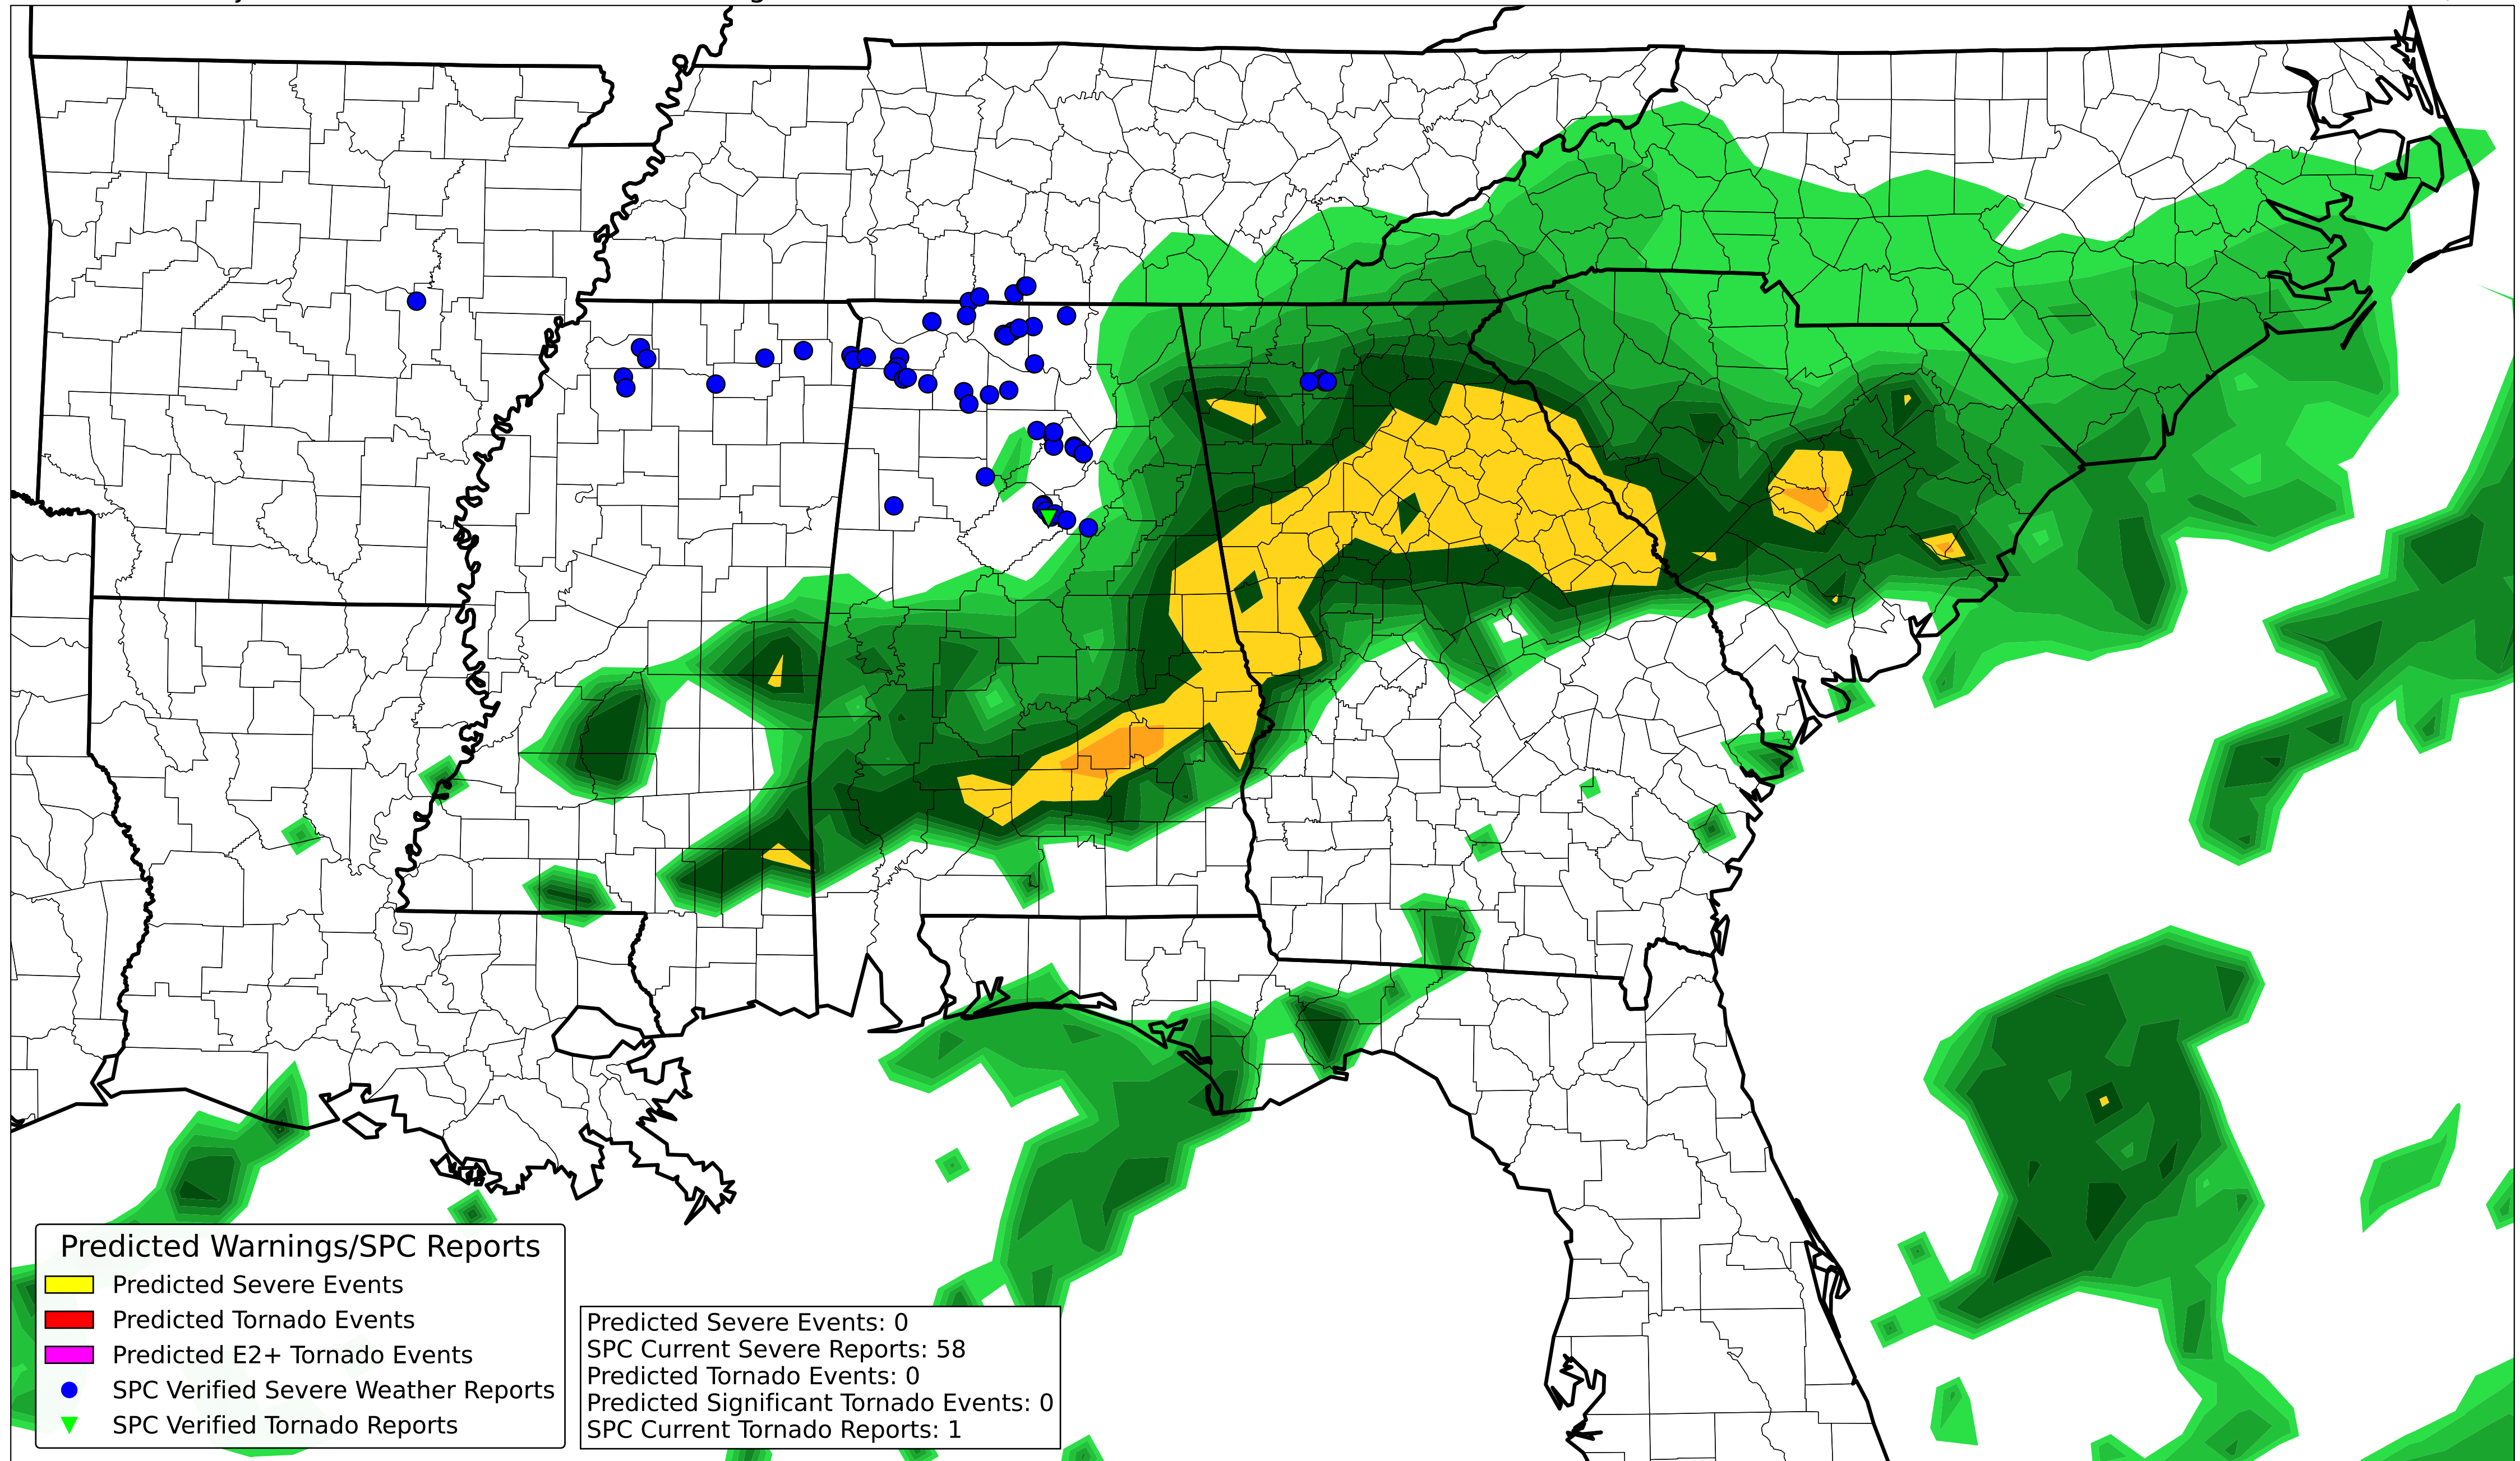 Predicted Warnings/SPC Reports
Predicted Severe Events
Predicted Tornado Events
Predicted E2+ Tornado Events
SPC Verified Severe Weather Reports
SPC Verified Tornado Reports
Predicted Severe Events: 0
SPC Current Severe Reports: 58
Predicted Tornado Events: 0
Predicted Significant Tornado Events: 0
SPC Current Tornado Reports: 1